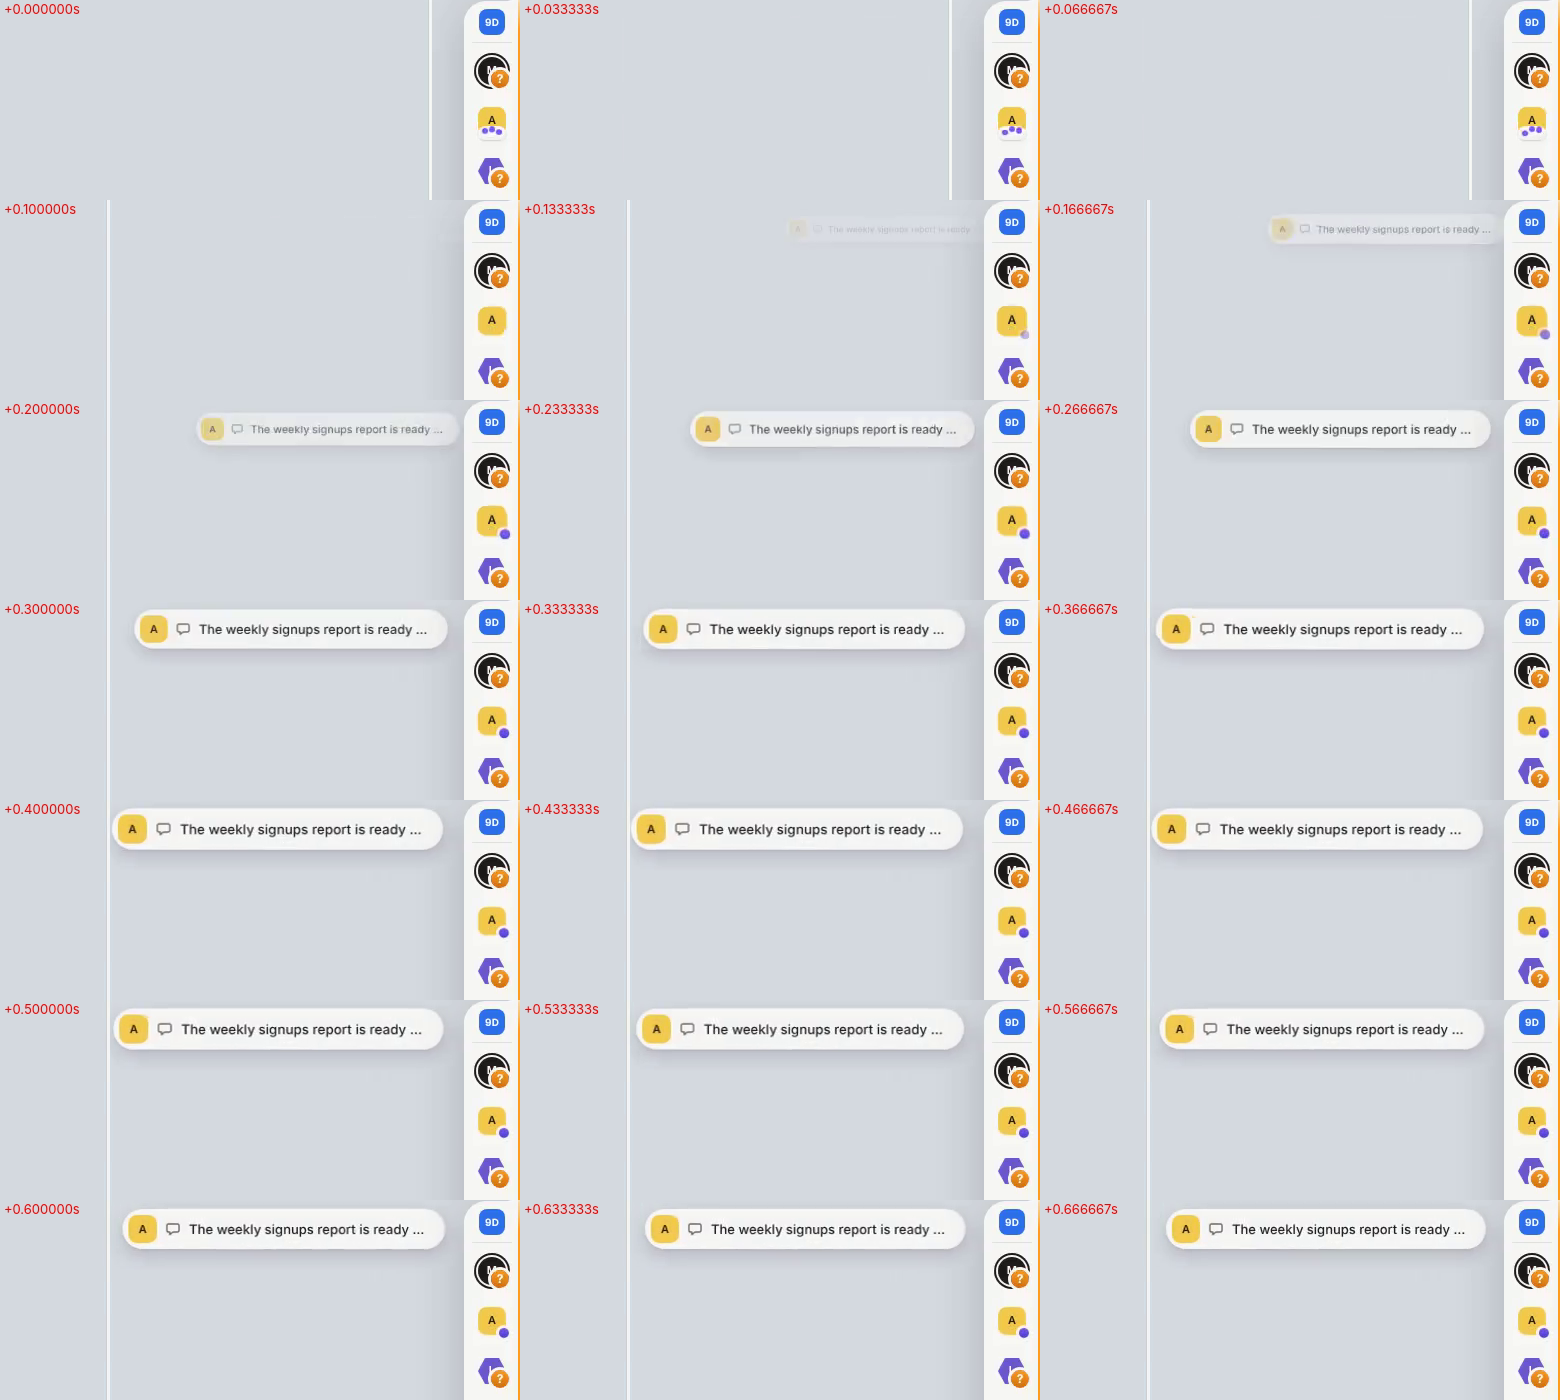 +0.000000s
9D
M
?
A
?
+0.033333s
9D
M
?
A
?
+0.066667s
9D
M
?
A
?
+0.100000s
9D
M
?
A
?
+0.133333s
A The weekly signups report is ready
9D
M
?
A
?
+0.166667s
A The weekly signups report is ready ...
9D
M
?
A
?
+0.200000s
A The weekly signups report is ready ...
9D
M
?
A
?
+0.233333s
A The weekly signups report is ready ...
9D
M
?
A
?
+0.266667s
A The weekly signups report is ready ...
9D
M
?
A
?
+0.300000s
A The weekly signups report is ready ...
9D
M
?
A
?
+0.333333s
A The weekly signups report is ready ...
9D
M
?
A
?
+0.366667s
A The weekly signups report is ready ...
9D
M
?
A
?
+0.400000s
A The weekly signups report is ready ...
9D
M
?
A
?
+0.433333s
A The weekly signups report is ready ...
9D
M
?
A
?
+0.466667s
A The weekly signups report is ready ...
9D
M
?
A
?
+0.500000s
A The weekly signups report is ready ...
9D
M
?
A
?
+0.533333s
A The weekly signups report is ready ...
9D
M
?
A
?
+0.566667s
A The weekly signups report is ready ...
9D
M
?
A
?
+0.600000s
A The weekly signups report is ready ...
9D
M
?
A
?
+0.633333s
A The weekly signups report is ready ...
9D
M
?
A
?
+0.666667s
A The weekly signups report is ready ...
9D
M
?
A
?